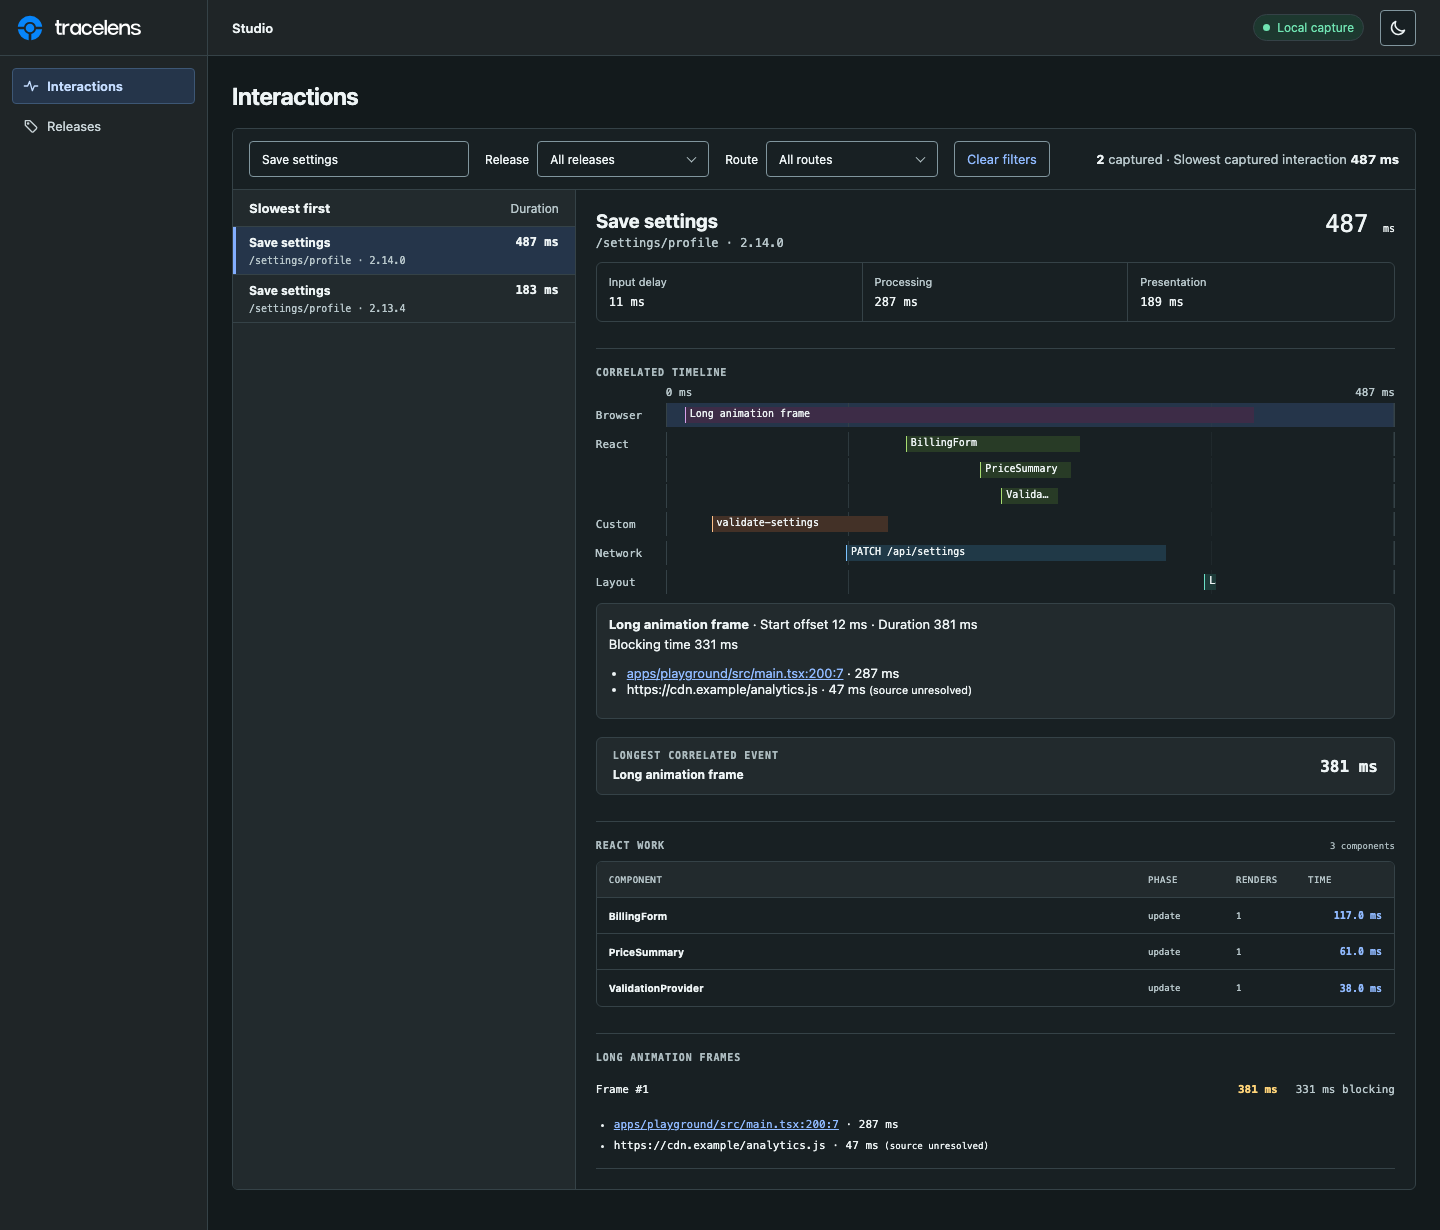 tracelens
Studio
Local capture
Interactions
Releases
Interactions
Save settings
Release
All releases
Route
All routes
Clear filters
2 captured · Slowest captured interaction 487 ms
Slowest first
Duration
Save settings
487 ms
/settings/profile · 2.14.0
Save settings
183 ms
/settings/profile · 2.13.4
Save settings
487 ms
/settings/profile · 2.14.0
Input delay
11 ms
Processing
287 ms
Presentation
189 ms
CORRELATED TIMELINE
0 ms
487 ms
Browser
Long animation frame
React
BillingForm
PriceSummary
Valida…
Custom
validate-settings
Network
PATCH /api/settings
Layout
L
Long animation frame · Start offset 12 ms · Duration 381 ms
Blocking time 331 ms
• apps/playground/src/main.tsx:200:7 · 287 ms
• https://cdn.example/analytics.js · 47 ms (source unresolved)
LONGEST CORRELATED EVENT
Long animation frame
381 ms
REACT WORK
3 components
COMPONENT PHASE RENDERS TIME
BillingForm update 1 117.0 ms
PriceSummary update 1 61.0 ms
ValidationProvider update 1 38.0 ms
LONG ANIMATION FRAMES
Frame #1
381 ms 331 ms blocking
• apps/playground/src/main.tsx:200:7 · 287 ms
• https://cdn.example/analytics.js · 47 ms (source unresolved)